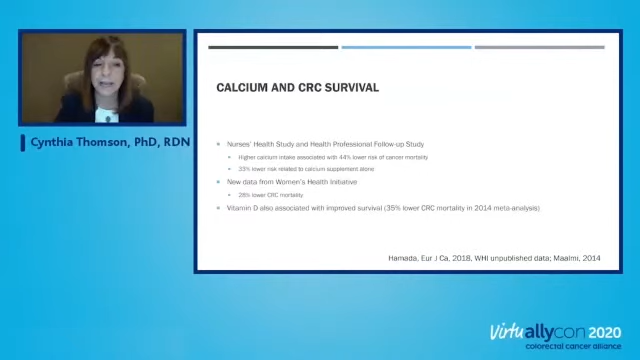 Cynthia Thomson, PhD, RDN
CALCIUM AND CRC SURVIVAL
Nurses' Health Study and Health Professional Follow-up Study
Higher calcium intake associated with 44% lower risk of cancer mortality
33% lower risk related to calcium supplement alone
New data from Women's Health Initiative
28% lower CRC mortality
Vitamin D also associated with improved survival (35% lower CRC mortality in 2014 meta-analysis)
Hamada, Eur J Ca, 2018, WHI unpublished data; Maalmi, 2014
Virtuallycon 2020
colorectal cancer alliance